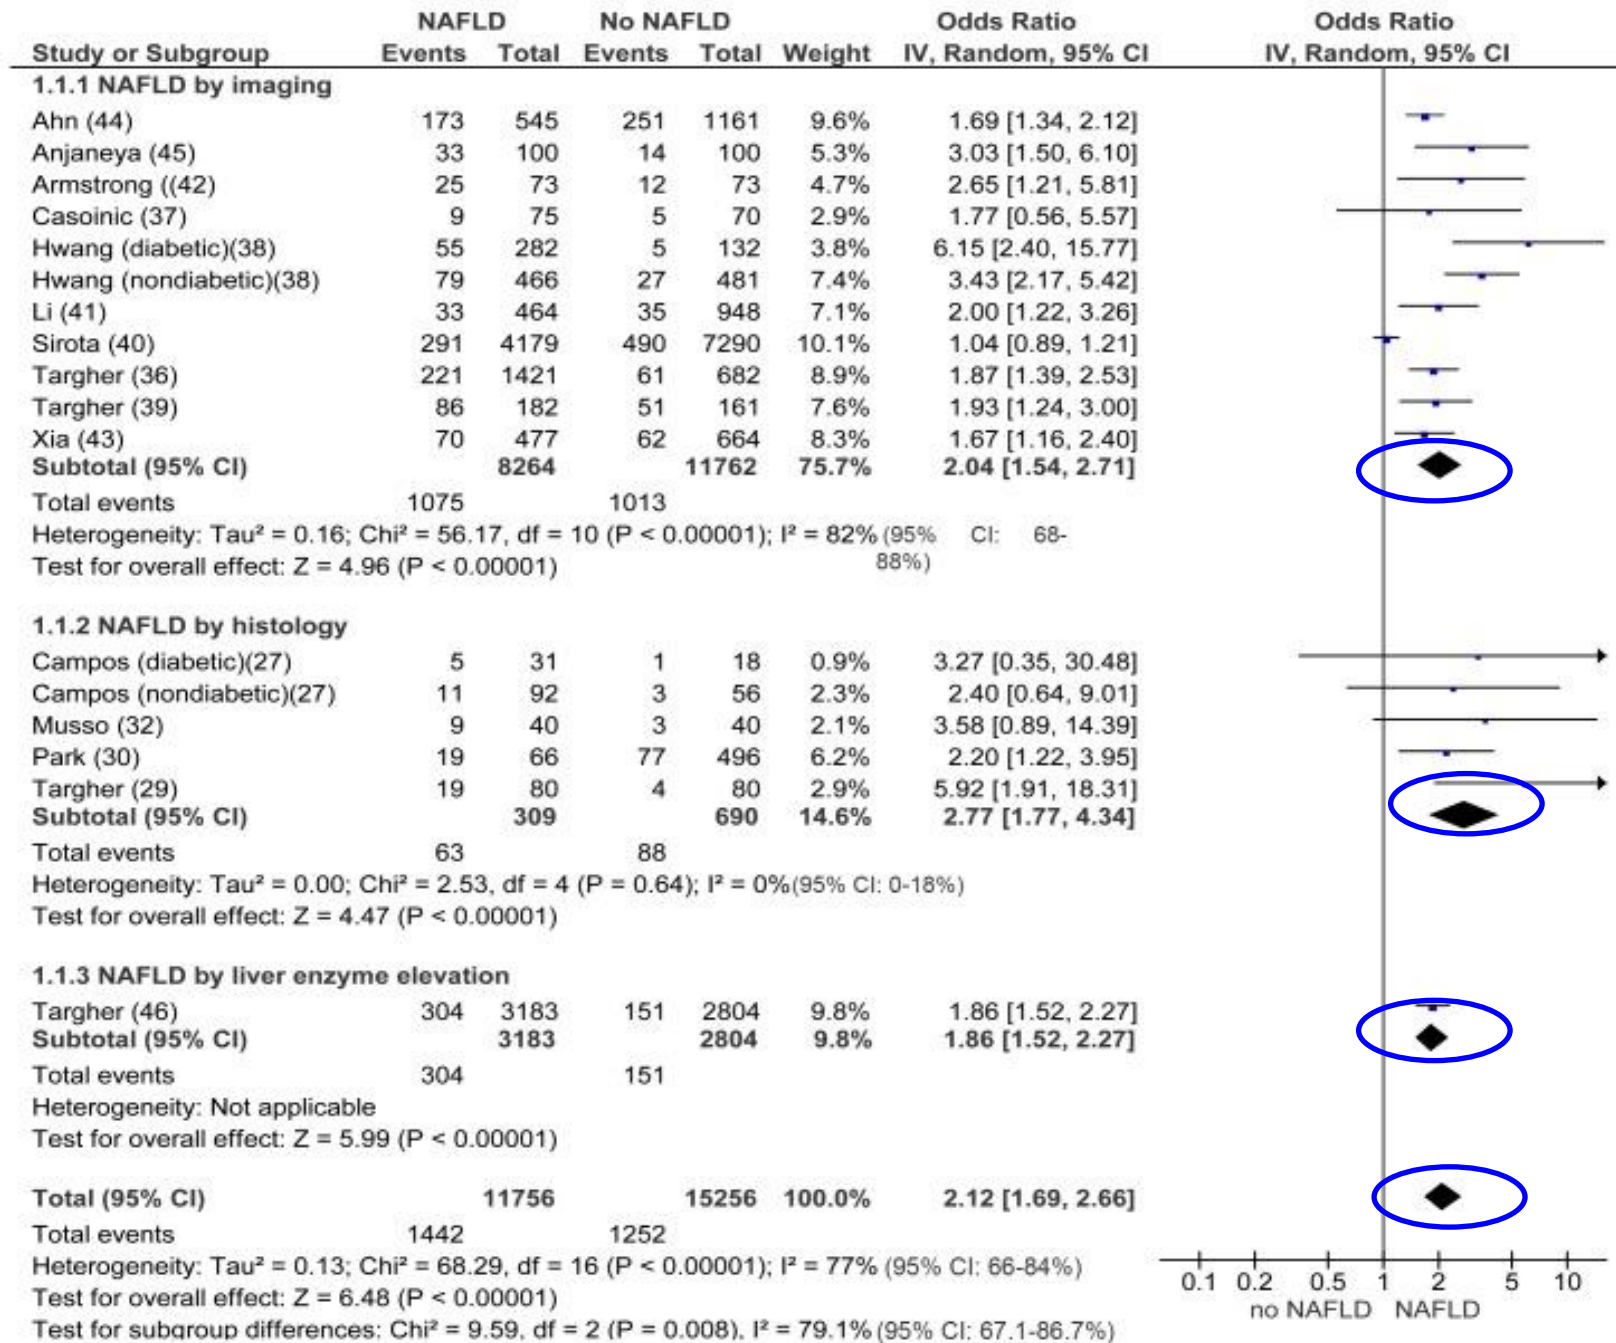 NAFLD No NAFLD Odds Ratio Odds Ratio
Study or Subgroup Events Total Events Total Weight IV, Random, 95% CI IV, Random, 95% CI
1.1.1 NAFLD by imaging
Ahn (44) 173 545 251 1161 9.6% 1.69 [1.34, 2.12]
Anjaneya (45) 33 100 14 100 5.3% 3.03 [1.50, 6.10]
Armstrong ((42) 25 73 12 73 4.7% 2.65 [1.21, 5.81]
Casoinic (37) 9 75 5 70 2.9% 1.77 [0.56, 5.57]
Hwang (diabetic)(38) 55 282 5 132 3.8% 6.15 [2.40, 15.77]
Hwang (nondiabetic)(38) 79 466 27 481 7.4% 3.43 [2.17, 5.42]
Li (41) 33 464 35 948 7.1% 2.00 [1.22, 3.26]
Sirota (40) 291 4179 490 7290 10.1% 1.04 [0.89, 1.21]
Targher (36) 221 1421 61 682 8.9% 1.87 [1.39, 2.53]
Targher (39) 86 182 51 161 7.6% 1.93 [1.24, 3.00]
Xia (43) 70 477 62 664 8.3% 1.67 [1.16, 2.40]
Subtotal (95% CI) 8264 11762 75.7% 2.04 [1.54, 2.71]
Total events 1075 1013
Heterogeneity: Tau² = 0.16; Chi² = 56.17, df = 10 (P < 0.00001); I² = 82% (95% CI: 68-
88%)
Test for overall effect: Z = 4.96 (P < 0.00001)
1.1.2 NAFLD by histology
Campos (diabetic)(27) 5 31 1 18 0.9% 3.27 [0.35, 30.48]
Campos (nondiabetic)(27) 11 92 3 56 2.3% 2.40 [0.64, 9.01]
Musso (32) 9 40 3 40 2.1% 3.58 [0.89, 14.39]
Park (30) 19 66 77 496 6.2% 2.20 [1.22, 3.95]
Targher (29) 19 80 4 80 2.9% 5.92 [1.91, 18.31]
Subtotal (95% CI) 309 690 14.6% 2.77 [1.77, 4.34]
Total events 63 88
Heterogeneity: Tau² = 0.00; Chi² = 2.53, df = 4 (P = 0.64); I² = 0%(95% CI: 0-18%)
Test for overall effect: Z = 4.47 (P < 0.00001)
1.1.3 NAFLD by liver enzyme elevation
Targher (46) 304 3183 151 2804 9.8% 1.86 [1.52, 2.27]
Subtotal (95% CI) 3183 2804 9.8% 1.86 [1.52, 2.27]
Total events 304 151
Heterogeneity: Not applicable
Test for overall effect: Z = 5.99 (P < 0.00001)
Total (95% CI) 11756 15256 100.0% 2.12 [1.69, 2.66]
Total events 1442 1252
Heterogeneity: Tau² = 0.13; Chi² = 68.29, df = 16 (P < 0.00001); I² = 77% (95% CI: 66-84%)
0.1 0.2 0.5 1 2 5 10
Test for overall effect: Z = 6.48 (P < 0.00001)
no NAFLD NAFLD
Test for subgroup differences: Chi² = 9.59, df = 2 (P = 0.008), I² = 79.1% (95% CI: 67.1-86.7%)